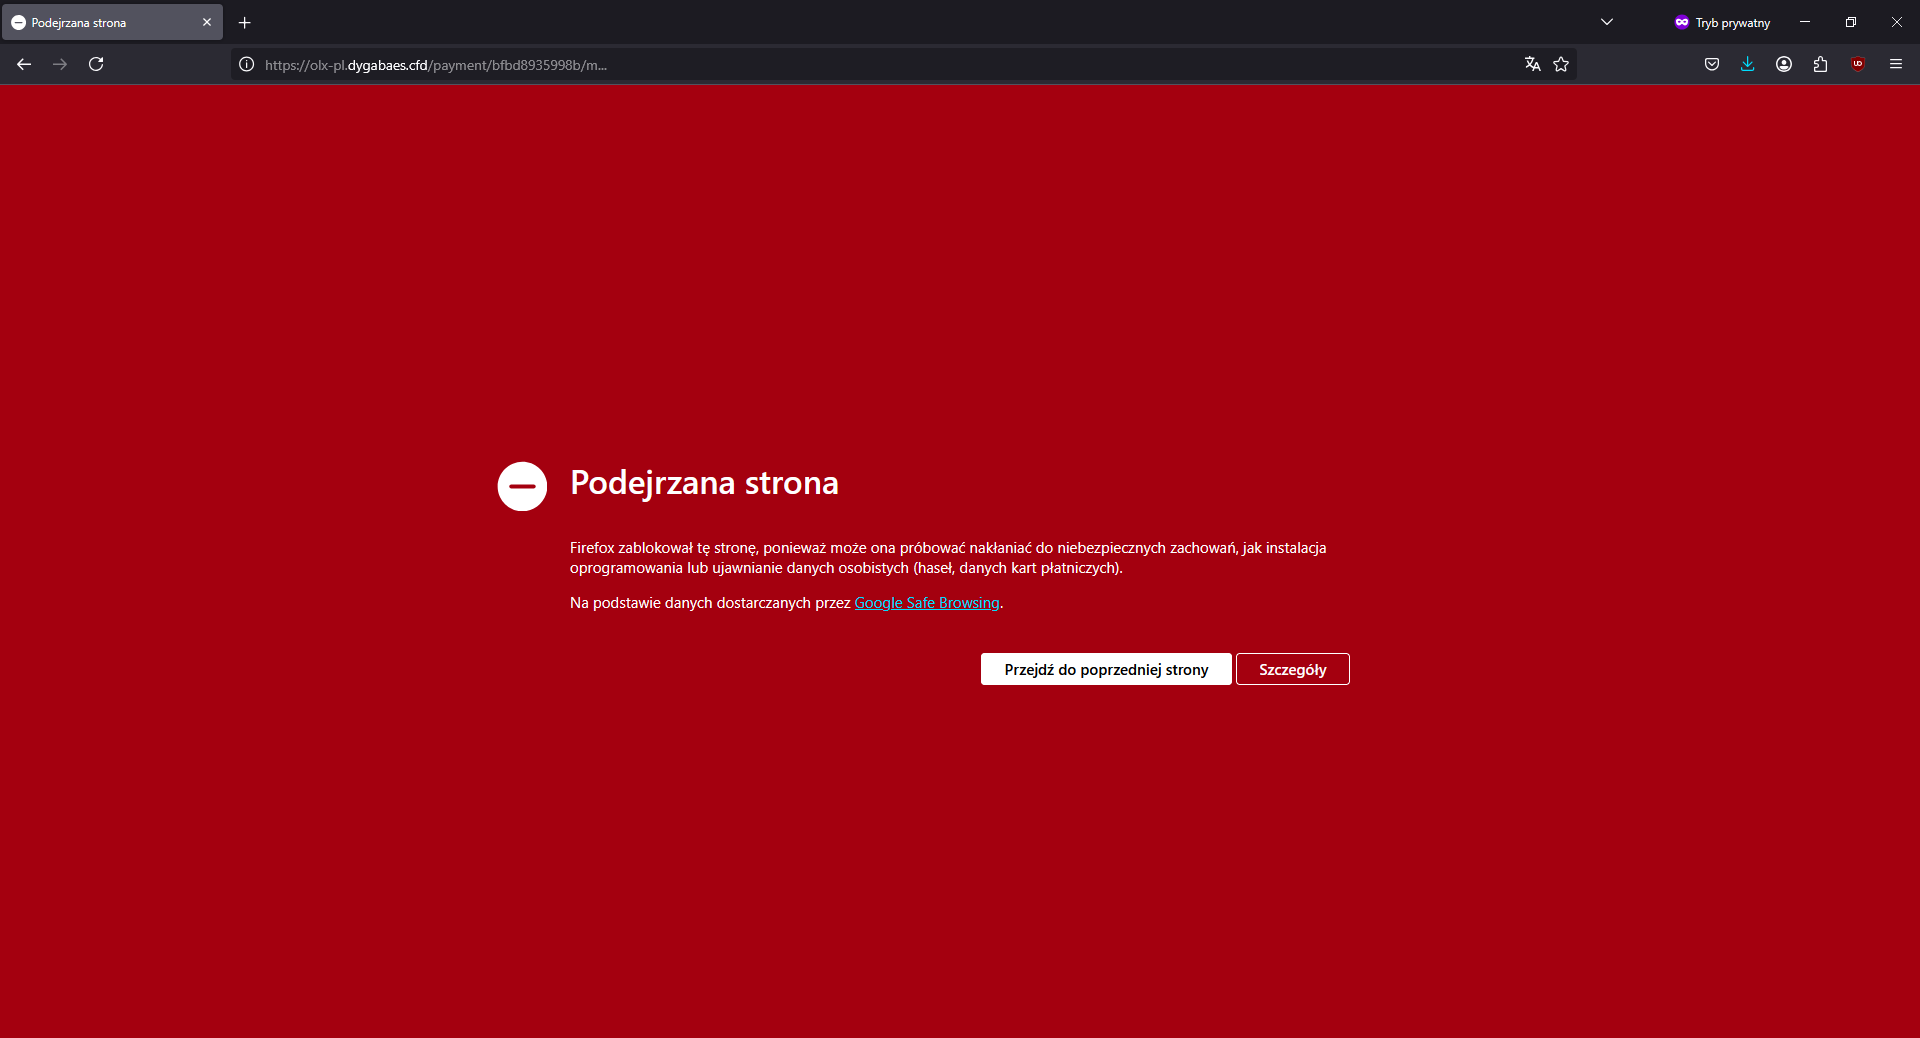 Podejrzana strona
Tryb prywatny
https://olx-pl.dygabaes.cfd/payment/bfbd8935998b/m...
Podejrzana strona
Firefox zablokował tę stronę, ponieważ może ona próbować nakłaniać do niebezpiecznych zachowań, jak instalacja
oprogramowania lub ujawnianie danych osobistych (haseł, danych kart płatniczych).
Na podstawie danych dostarczanych przez Google Safe Browsing.
Przejdź do poprzedniej strony
Szczegóły